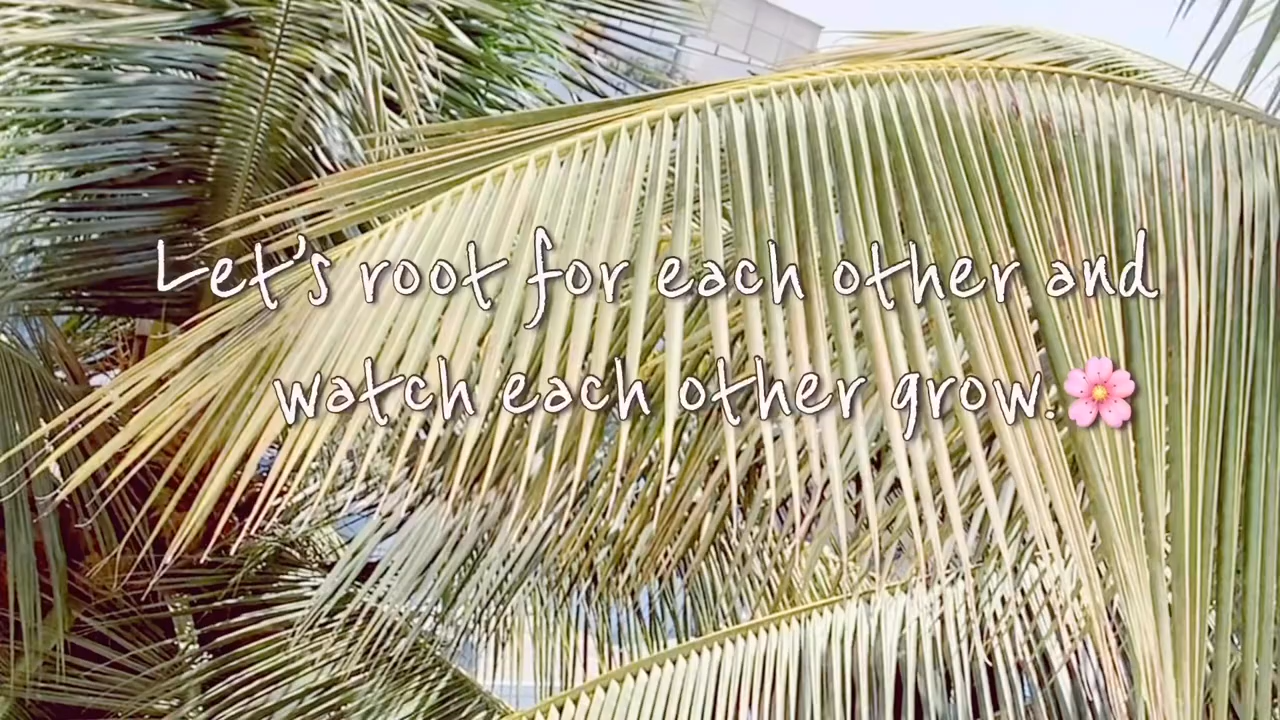 Let's root for each other and
watch each other grow.🌸